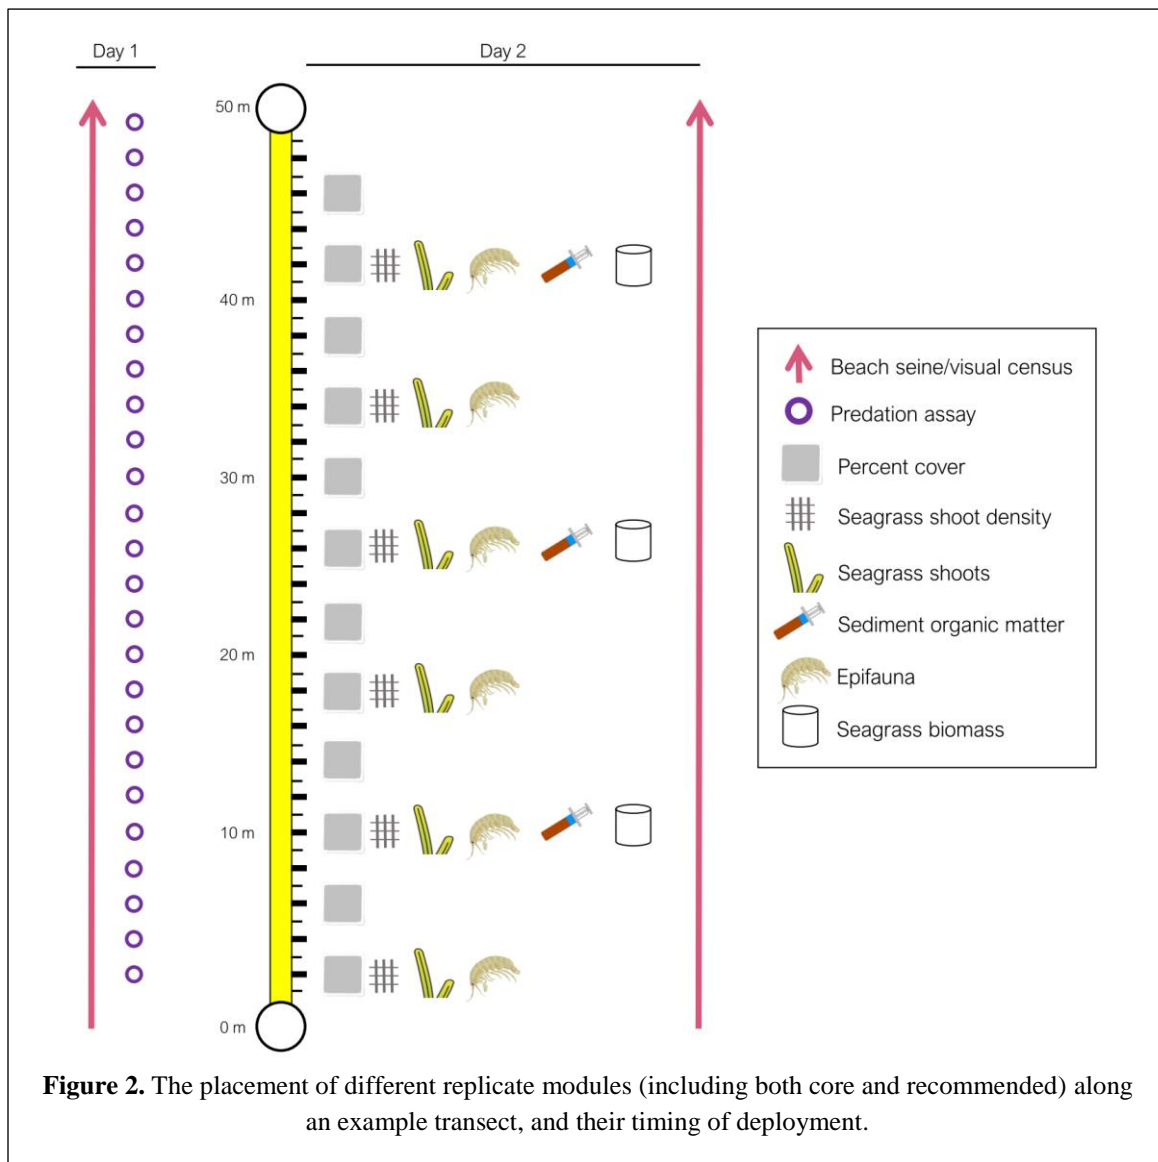 Day 1
Day 2
50 m
40 m
30 m
20 m
10 m
0 m
Beach seine/visual census
Predation assay
Percent cover
Seagrass shoot density
Seagrass shoots
Sediment organic matter
Epifauna
Seagrass biomass
Figure 2. The placement of different replicate modules (including both core and recommended) along
an example transect, and their timing of deployment.